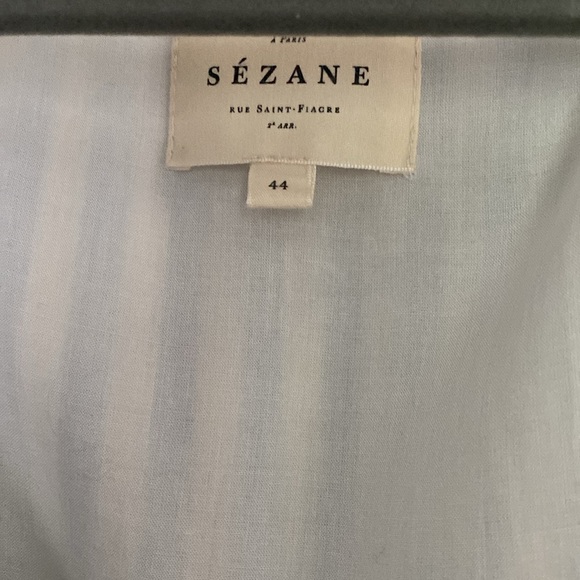 À PARIS
SÉZANE
RUE SAINT-FIACRE
2ᵉ ARR.
44